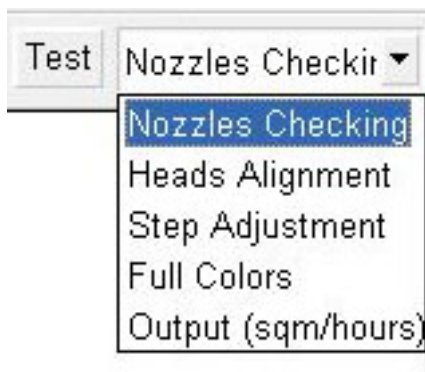 Test Nozzles Checkin
Nozzles Checking
Heads Alignment
Step Adjustment
Full Colors
Output (sqm/hours)